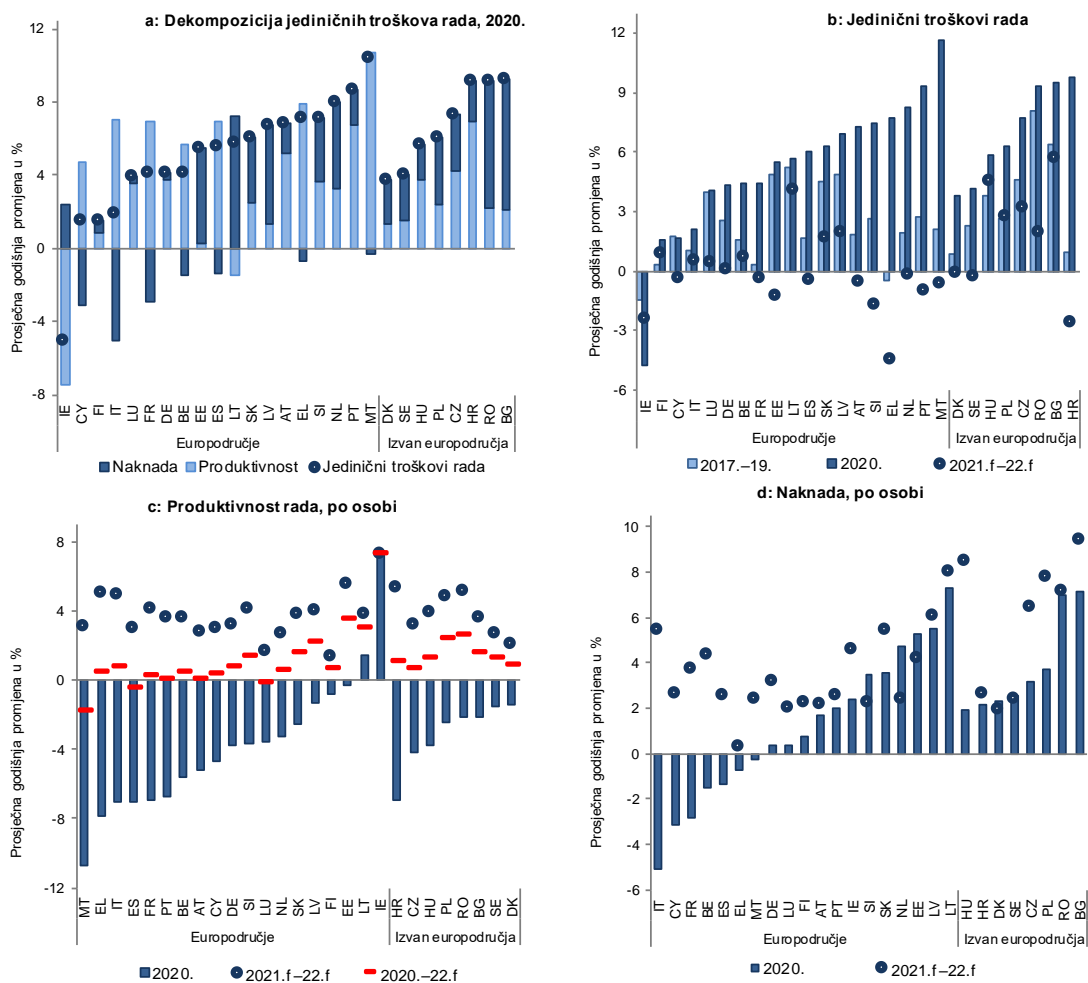 a: Dekompozicija jediničnih troškova rada, 2020.
Prosječna godišnja promjena u %
12
8
4
0
-4
-8
IE CY FI IT LU FR DE BE EE ES LT SK LV AT EL SI NL PT MT DK SE HU PL CZ HR RO BG
Europodručje Izvan europodručja
Naknada Produktivnost Jedinični troškovi rada
b: Jedinični troškovi rada
Prosječna godišnja promjena u %
12
9
6
3
0
-3
-6
IE FI CY IT LU DE BE FR EE LT ES SK LV AT SI EL NL PT MT DK SE HU PL CZ RO BG HR
Europodručje Izvan europodručja
2017.–19. 2020. 2021.f–22.f
c: Produktivnost rada, po osobi
Prosječna godišnja promjena u %
8
4
0
-4
-8
-12
MT EL IT ES FR PT BE AT CY DE SI LU NL SK LV FI EE LT IE HR CZ HU PL RO BG SE DK
Europodručje Izvan europodručja
2020. 2021.f–22.f 2020.–22.f
d: Naknada, po osobi
Prosječna godišnja promjena u %
10
8
6
4
2
0
-2
-4
-6
IT CY FR BE ES EL MT DE LU FI AT PT IE SI SK NL EE LV LT HU HR DK SE CZ PL RO BG
Europodručje Izvan europodručja
2020. 2021.f–22.f